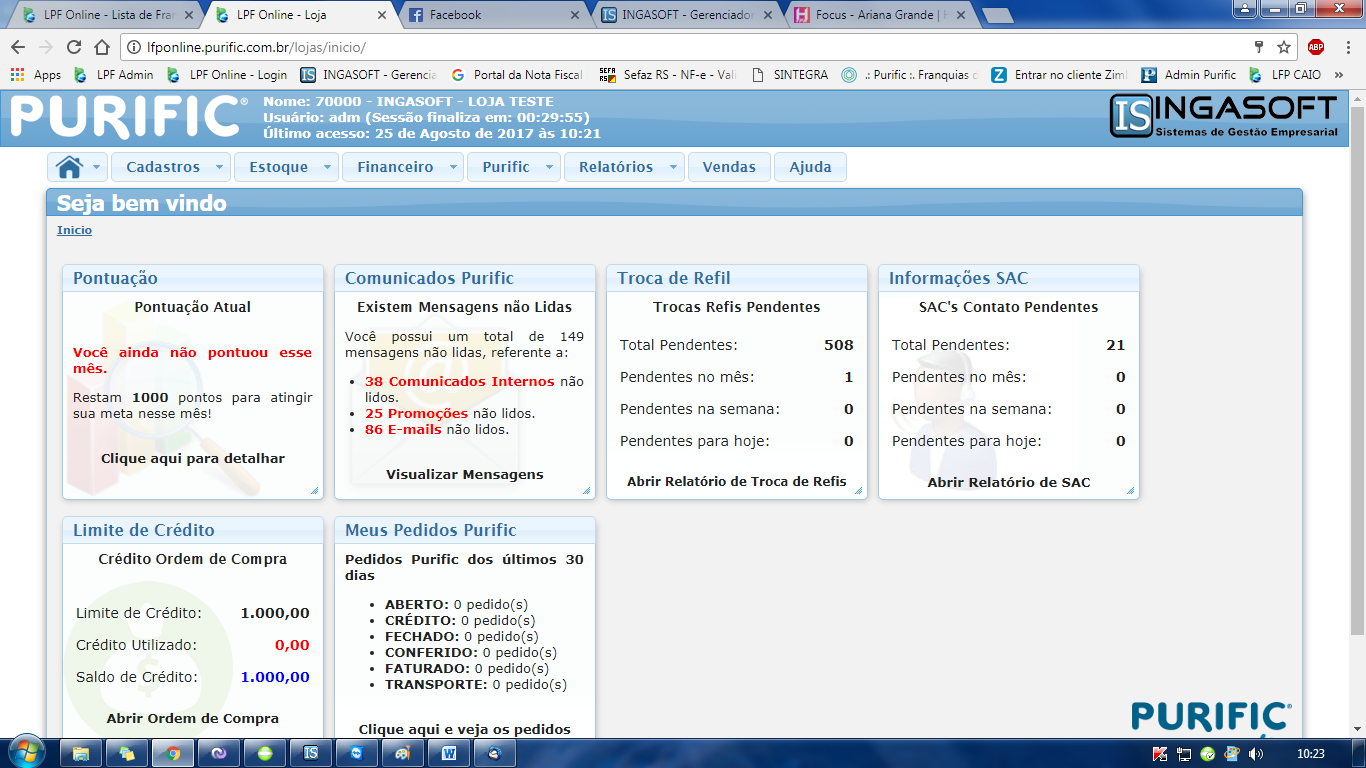 LPF Online - Lista de Fran
LPF Online - Loja
Facebook
INGASOFT - Gerenciador
Focus - Ariana Grande | H
lfponline.purific.com.br/lojas/inicio/
ABP
Apps
LPF Admin
LPF Online - Login
IS
INGASOFT - Gerencia
Portal da Nota Fiscal
SEFA RS
Sefaz RS - NF-e - Vali
SINTEGRA
.: Purific :. Franquias o
Entrar no cliente Zim
Admin Purific
LFP CAIO
»
PURIFIC®
Nome: 70000 - INGASOFT - LOJA TESTE
Usuário: adm (Sessão finaliza em: 00:29:55)
Último acesso: 25 de Agosto de 2017 às 10:21
IS INGASOFT
Sistemas de Gestão Empresarial
Cadastros
Estoque
Financeiro
Purific
Relatórios
Vendas
Ajuda
Seja bem vindo
Inicio
Pontuação
Pontuação Atual
Você ainda não pontuou esse
mês.
Restam 1000 pontos para atingir
sua meta nesse mês!
Clique aqui para detalhar
Comunicados Purific
Existem Mensagens não Lidas
Você possui um total de 149
mensagens não lidas, referente a:
• 38 Comunicados Internos não
lidos.
• 25 Promoções não lidos.
• 86 E-mails não lidos.
Visualizar Mensagens
Troca de Refil
Trocas Refis Pendentes
Total Pendentes: 508
Pendentes no mês: 1
Pendentes na semana: 0
Pendentes para hoje: 0
Abrir Relatório de Troca de Refis
Informações SAC
SAC's Contato Pendentes
Total Pendentes: 21
Pendentes no mês: 0
Pendentes na semana: 0
Pendentes para hoje: 0
Abrir Relatório de SAC
Limite de Crédito
Crédito Ordem de Compra
Limite de Crédito: 1.000,00
Crédito Utilizado: 0,00
Saldo de Crédito: 1.000,00
Abrir Ordem de Compra
Meus Pedidos Purific
Pedidos Purific dos últimos 30
dias
• ABERTO: 0 pedido(s)
• CRÉDITO: 0 pedido(s)
• FECHADO: 0 pedido(s)
• CONFERIDO: 0 pedido(s)
• FATURADO: 0 pedido(s)
• TRANSPORTE: 0 pedido(s)
Clique aqui e veja os pedidos
PURIFIC®
IS
W
10:23